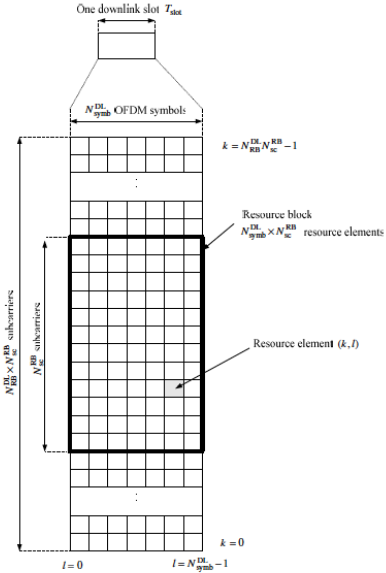 One downlink slot T_slot
N_symb^DL OFDM symbols
k = N_RB^DL N_sc^RB − 1
:
Resource block
N_symb^DL × N_sc^RB resource elements
N_RB^DL × N_sc^RB subcarriers
N_sc^RB subcarriers
Resource element (k, l)
:
k = 0
l = 0
l = N_symb^DL − 1